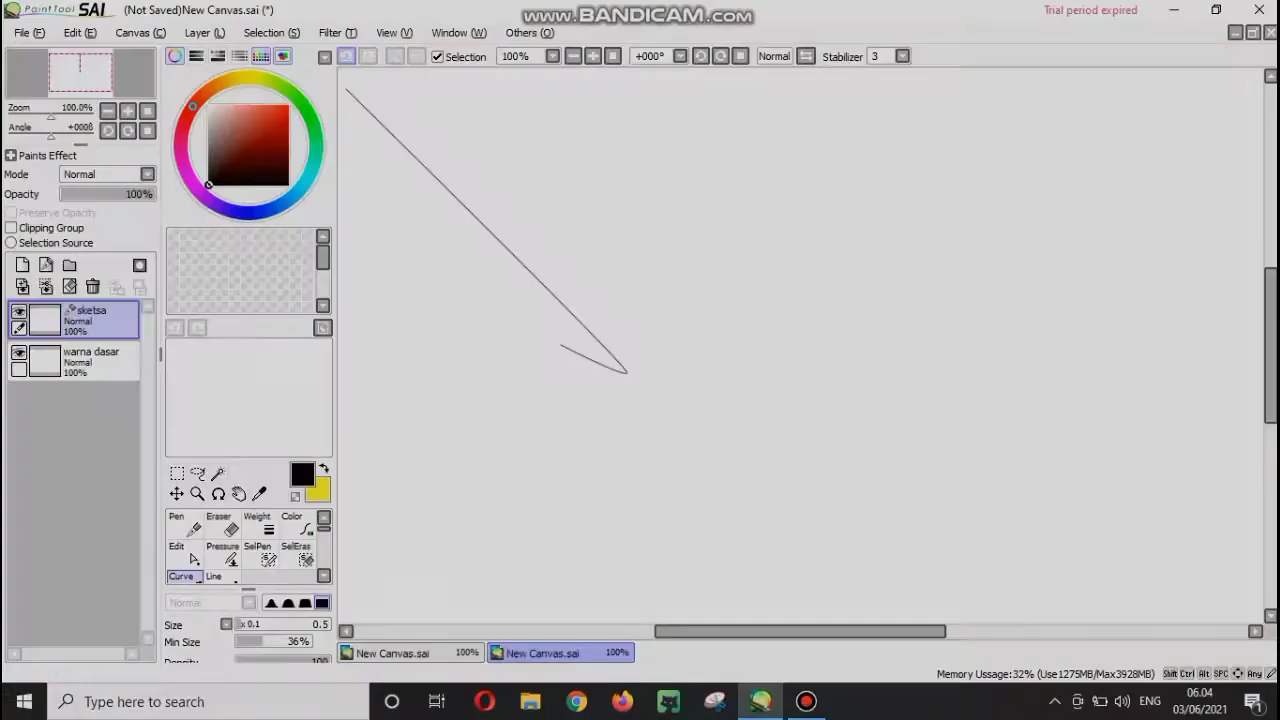 PaintTool SAI (Not Saved)New Canvas.sai (*)
www.BANDICAM.com
Trial period expired
File (F) Edit (E) Canvas (C) Layer (L) Selection (S) Filter (T) View (V) Window (W) Others (O)
Selection 100% +000° Normal Stabilizer 3
Zoom 100.0%
Angle
Paints Effect
Mode Normal
Opacity 100%
Preserve Opacity
Clipping Group
Selection Source
sketsa
Normal
100%
warna dasar
Normal
100%
Pen Eraser Weight Color
Edit Pressure SelPen SelEras
Curve Line
Normal
Size x 0.1 0.5
Min Size 36%
Density 100
New Canvas.sai 100% New Canvas.sai 100%
Memory Usage:32% (Use1275MB/Max3928MB) Shift Ctrl Alt SPC Any
Type here to search
ENG
06.04
03/06/2021
1